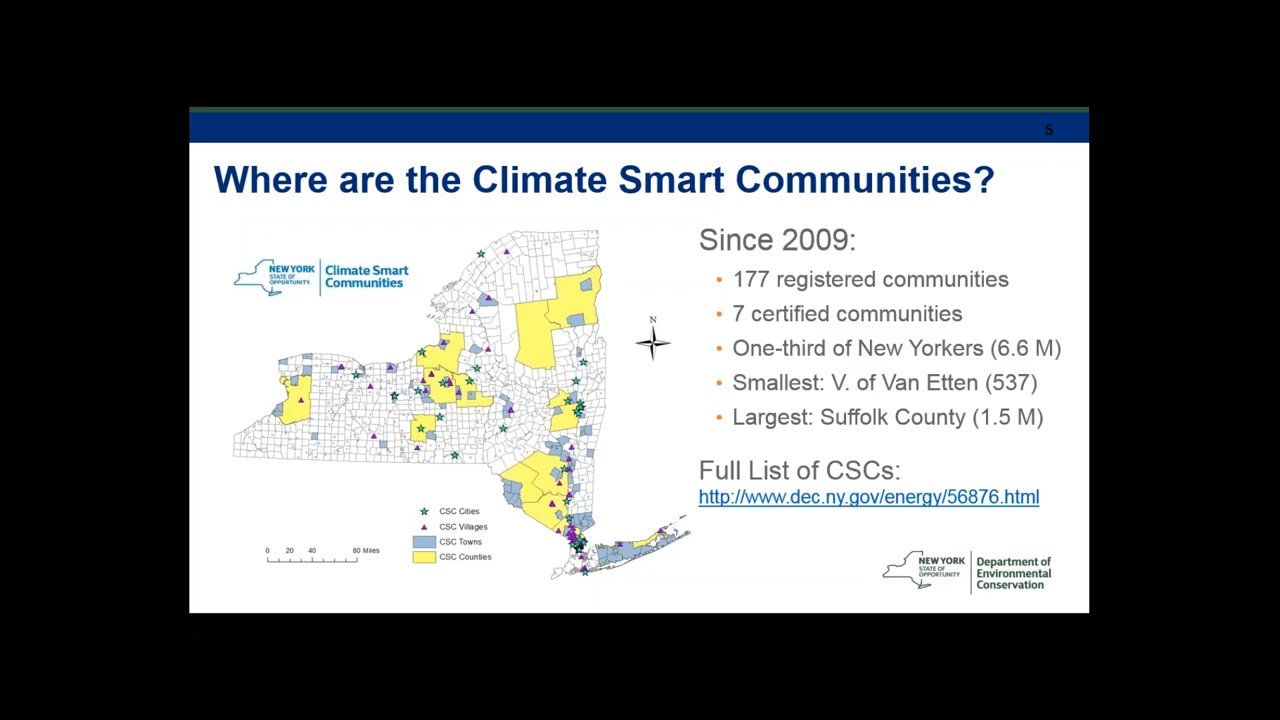 5
Where are the Climate Smart Communities?
NEW YORK
STATE OF
OPPORTUNITY.
Climate Smart
Communities
N
CSC Cities
CSC Villages
CSC Towns
CSC Counties
0 20 40 80 Miles
Since 2009:
• 177 registered communities
• 7 certified communities
• One-third of New Yorkers (6.6 M)
• Smallest: V. of Van Etten (537)
• Largest: Suffolk County (1.5 M)
Full List of CSCs:
http://www.dec.ny.gov/energy/56876.html
NEW YORK
STATE OF
OPPORTUNITY
Department of
Environmental
Conservation